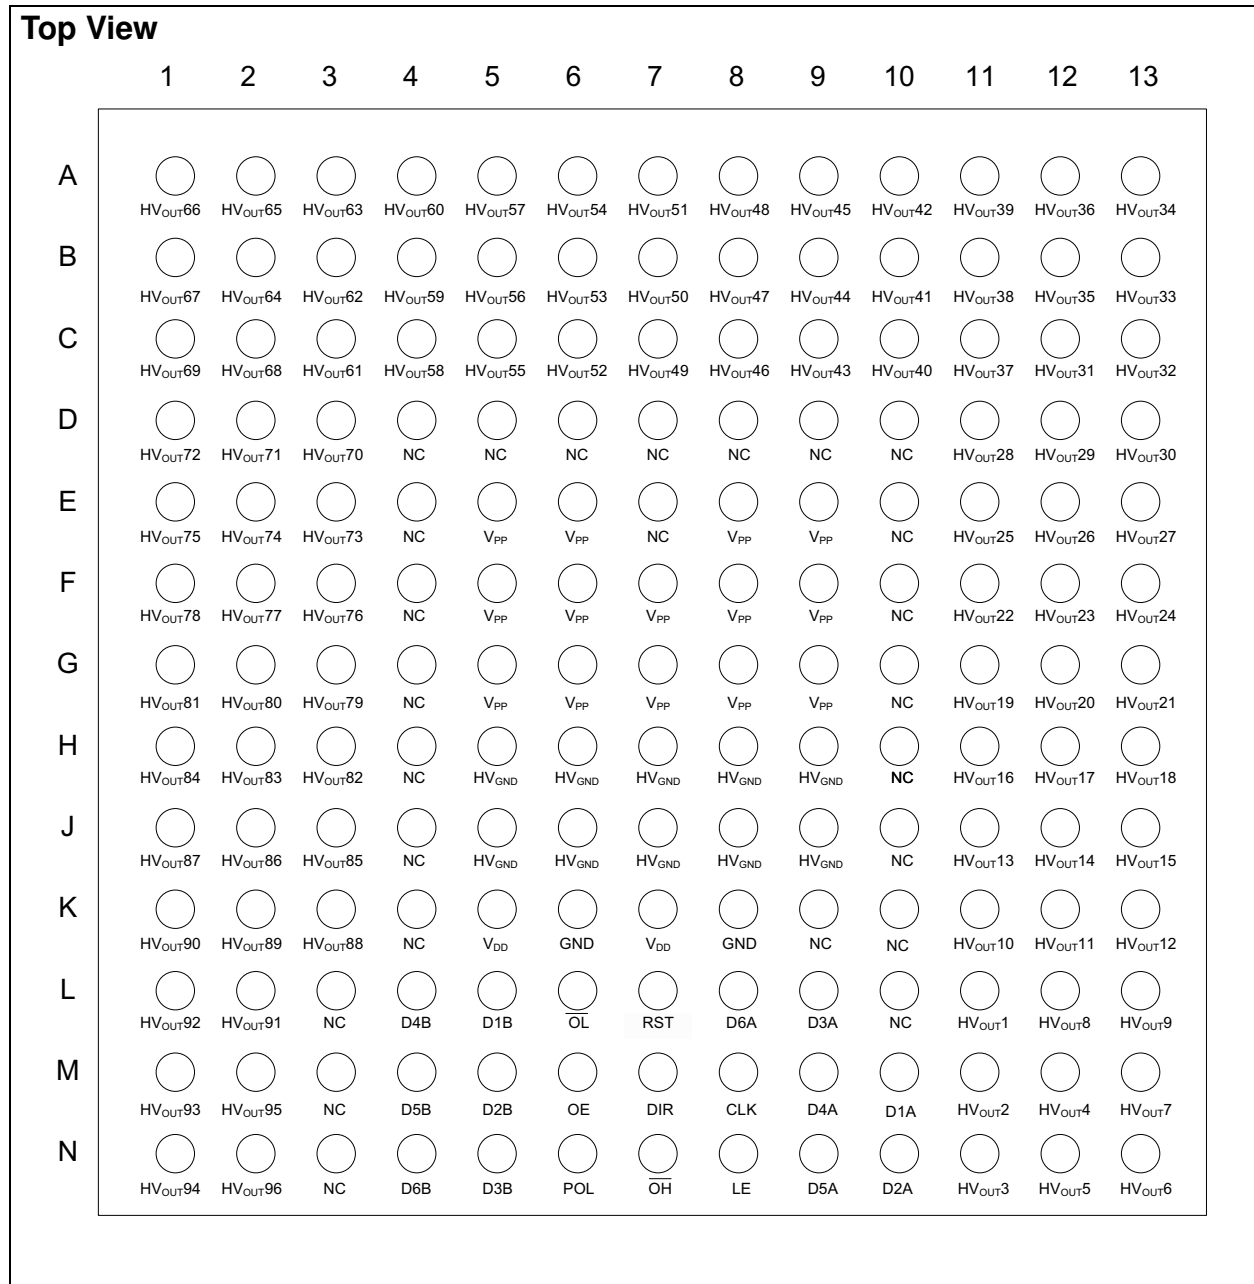 Top View
1 2 3 4 5 6 7 8 9 10 11 12 13
A
HVOUT66 HVOUT65 HVOUT63 HVOUT60 HVOUT57 HVOUT54 HVOUT51 HVOUT48 HVOUT45 HVOUT42 HVOUT39 HVOUT36 HVOUT34
B
HVOUT67 HVOUT64 HVOUT62 HVOUT59 HVOUT56 HVOUT53 HVOUT50 HVOUT47 HVOUT44 HVOUT41 HVOUT38 HVOUT35 HVOUT33
C
HVOUT69 HVOUT68 HVOUT61 HVOUT58 HVOUT55 HVOUT52 HVOUT49 HVOUT46 HVOUT43 HVOUT40 HVOUT37 HVOUT31 HVOUT32
D
HVOUT72 HVOUT71 HVOUT70 NC NC NC NC NC NC NC HVOUT28 HVOUT29 HVOUT30
E
HVOUT75 HVOUT74 HVOUT73 NC VPP VPP NC VPP VPP NC HVOUT25 HVOUT26 HVOUT27
F
HVOUT78 HVOUT77 HVOUT76 NC VPP VPP VPP VPP VPP NC HVOUT22 HVOUT23 HVOUT24
G
HVOUT81 HVOUT80 HVOUT79 NC VPP VPP VPP VPP VPP NC HVOUT19 HVOUT20 HVOUT21
H
HVOUT84 HVOUT83 HVOUT82 NC HVGND HVGND HVGND HVGND HVGND NC HVOUT16 HVOUT17 HVOUT18
J
HVOUT87 HVOUT86 HVOUT85 NC HVGND HVGND HVGND HVGND HVGND NC HVOUT13 HVOUT14 HVOUT15
K
HVOUT90 HVOUT89 HVOUT88 NC VDD GND VDD GND NC NC HVOUT10 HVOUT11 HVOUT12
L
HVOUT92 HVOUT91 NC D4B D1B O̅L̅ RST D6A D3A NC HVOUT1 HVOUT8 HVOUT9
M
HVOUT93 HVOUT95 NC D5B D2B OE DIR CLK D4A D1A HVOUT2 HVOUT4 HVOUT7
N
HVOUT94 HVOUT96 NC D6B D3B POL O̅H̅ LE D5A D2A HVOUT3 HVOUT5 HVOUT6